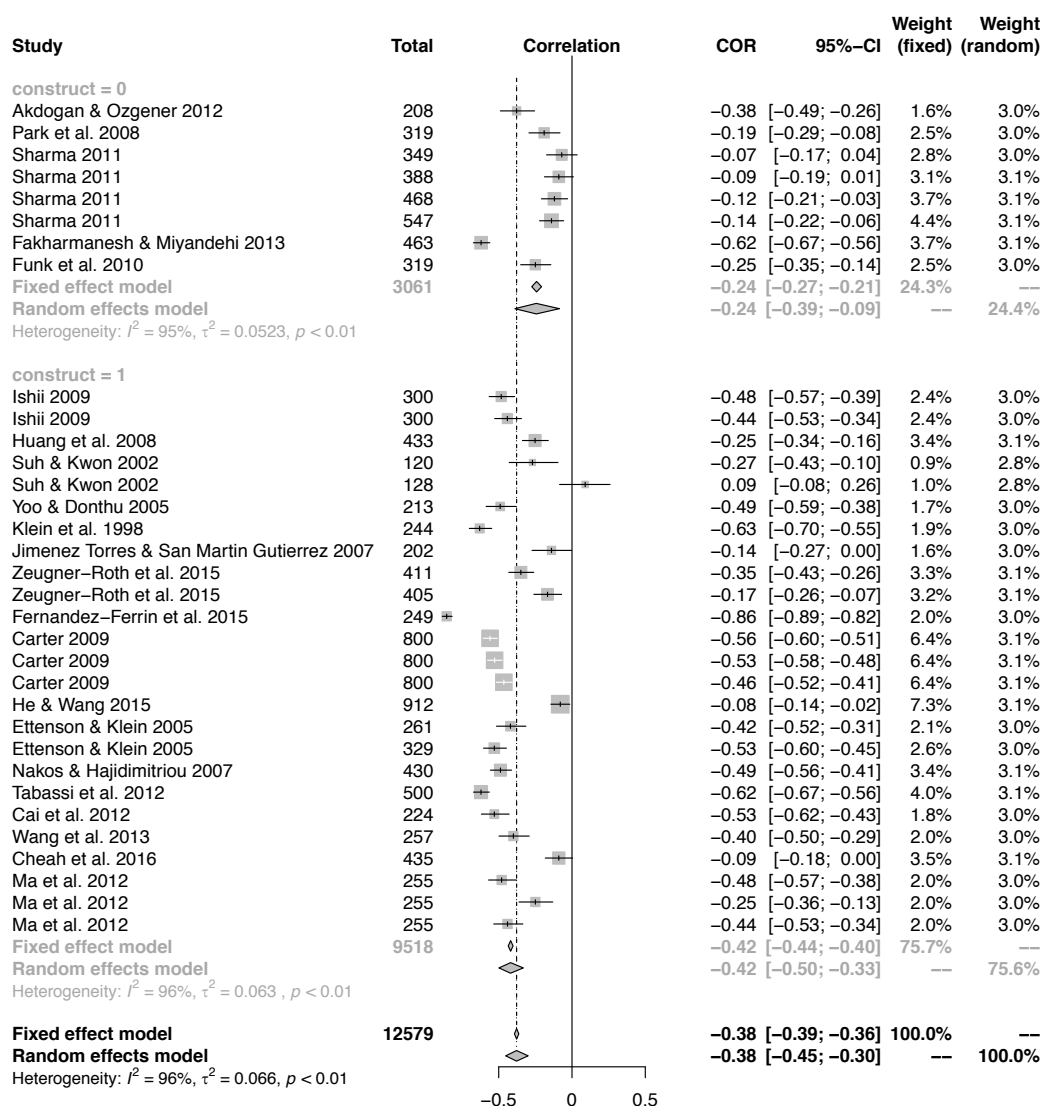 Weight Weight
Study Total Correlation COR 95%−CI (fixed) (random)
construct = 0
Akdogan & Ozgener 2012 208 −0.38 [−0.49; −0.26] 1.6% 3.0%
Park et al. 2008 319 −0.19 [−0.29; −0.08] 2.5% 3.0%
Sharma 2011 349 −0.07 [−0.17; 0.04] 2.8% 3.0%
Sharma 2011 388 −0.09 [−0.19; 0.01] 3.1% 3.1%
Sharma 2011 468 −0.12 [−0.21; −0.03] 3.7% 3.1%
Sharma 2011 547 −0.14 [−0.22; −0.06] 4.4% 3.1%
Fakharmanesh & Miyandehi 2013 463 −0.62 [−0.67; −0.56] 3.7% 3.1%
Funk et al. 2010 319 −0.25 [−0.35; −0.14] 2.5% 3.0%
Fixed effect model 3061 −0.24 [−0.27; −0.21] 24.3% −−
Random effects model −0.24 [−0.39; −0.09] −− 24.4%
Heterogeneity: I² = 95%, τ² = 0.0523, p < 0.01
construct = 1
Ishii 2009 300 −0.48 [−0.57; −0.39] 2.4% 3.0%
Ishii 2009 300 −0.44 [−0.53; −0.34] 2.4% 3.0%
Huang et al. 2008 433 −0.25 [−0.34; −0.16] 3.4% 3.1%
Suh & Kwon 2002 120 −0.27 [−0.43; −0.10] 0.9% 2.8%
Suh & Kwon 2002 128 0.09 [−0.08; 0.26] 1.0% 2.8%
Yoo & Donthu 2005 213 −0.49 [−0.59; −0.38] 1.7% 3.0%
Klein et al. 1998 244 −0.63 [−0.70; −0.55] 1.9% 3.0%
Jimenez Torres & San Martin Gutierrez 2007 202 −0.14 [−0.27; 0.00] 1.6% 3.0%
Zeugner−Roth et al. 2015 411 −0.35 [−0.43; −0.26] 3.3% 3.1%
Zeugner−Roth et al. 2015 405 −0.17 [−0.26; −0.07] 3.2% 3.1%
Fernandez−Ferrin et al. 2015 249 −0.86 [−0.89; −0.82] 2.0% 3.0%
Carter 2009 800 −0.56 [−0.60; −0.51] 6.4% 3.1%
Carter 2009 800 −0.53 [−0.58; −0.48] 6.4% 3.1%
Carter 2009 800 −0.46 [−0.52; −0.41] 6.4% 3.1%
He & Wang 2015 912 −0.08 [−0.14; −0.02] 7.3% 3.1%
Ettenson & Klein 2005 261 −0.42 [−0.52; −0.31] 2.1% 3.0%
Ettenson & Klein 2005 329 −0.53 [−0.60; −0.45] 2.6% 3.0%
Nakos & Hajidimitriou 2007 430 −0.49 [−0.56; −0.41] 3.4% 3.1%
Tabassi et al. 2012 500 −0.62 [−0.67; −0.56] 4.0% 3.1%
Cai et al. 2012 224 −0.53 [−0.62; −0.43] 1.8% 3.0%
Wang et al. 2013 257 −0.40 [−0.50; −0.29] 2.0% 3.0%
Cheah et al. 2016 435 −0.09 [−0.18; 0.00] 3.5% 3.1%
Ma et al. 2012 255 −0.48 [−0.57; −0.38] 2.0% 3.0%
Ma et al. 2012 255 −0.25 [−0.36; −0.13] 2.0% 3.0%
Ma et al. 2012 255 −0.44 [−0.53; −0.34] 2.0% 3.0%
Fixed effect model 9518 −0.42 [−0.44; −0.40] 75.7% −−
Random effects model −0.42 [−0.50; −0.33] −− 75.6%
Heterogeneity: I² = 96%, τ² = 0.063 , p < 0.01
Fixed effect model 12579 −0.38 [−0.39; −0.36] 100.0% −−
Random effects model −0.38 [−0.45; −0.30] −− 100.0%
Heterogeneity: I² = 96%, τ² = 0.066, p < 0.01
−0.5 0 0.5